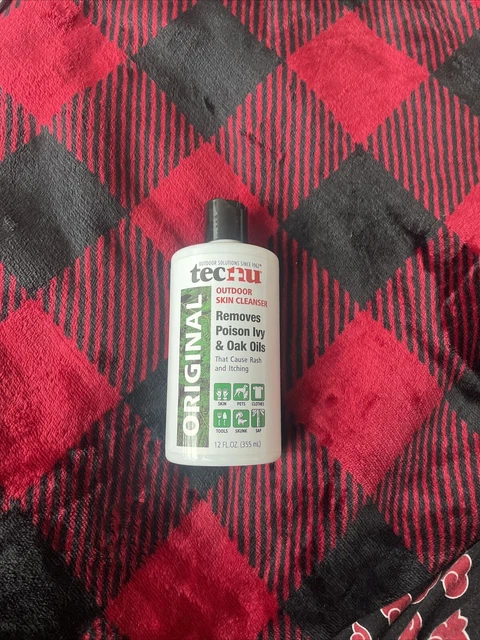 OUTDOOR SOLUTIONS SINCE 1961™
tecnu
OUTDOOR
SKIN CLEANSER
ORIGINAL
Removes
Poison Ivy
& Oak Oils
That Cause Rash
and Itching
SKIN PETS CLOTHES
TOOLS SKUNK SAP
12 FL OZ. (355 mL)